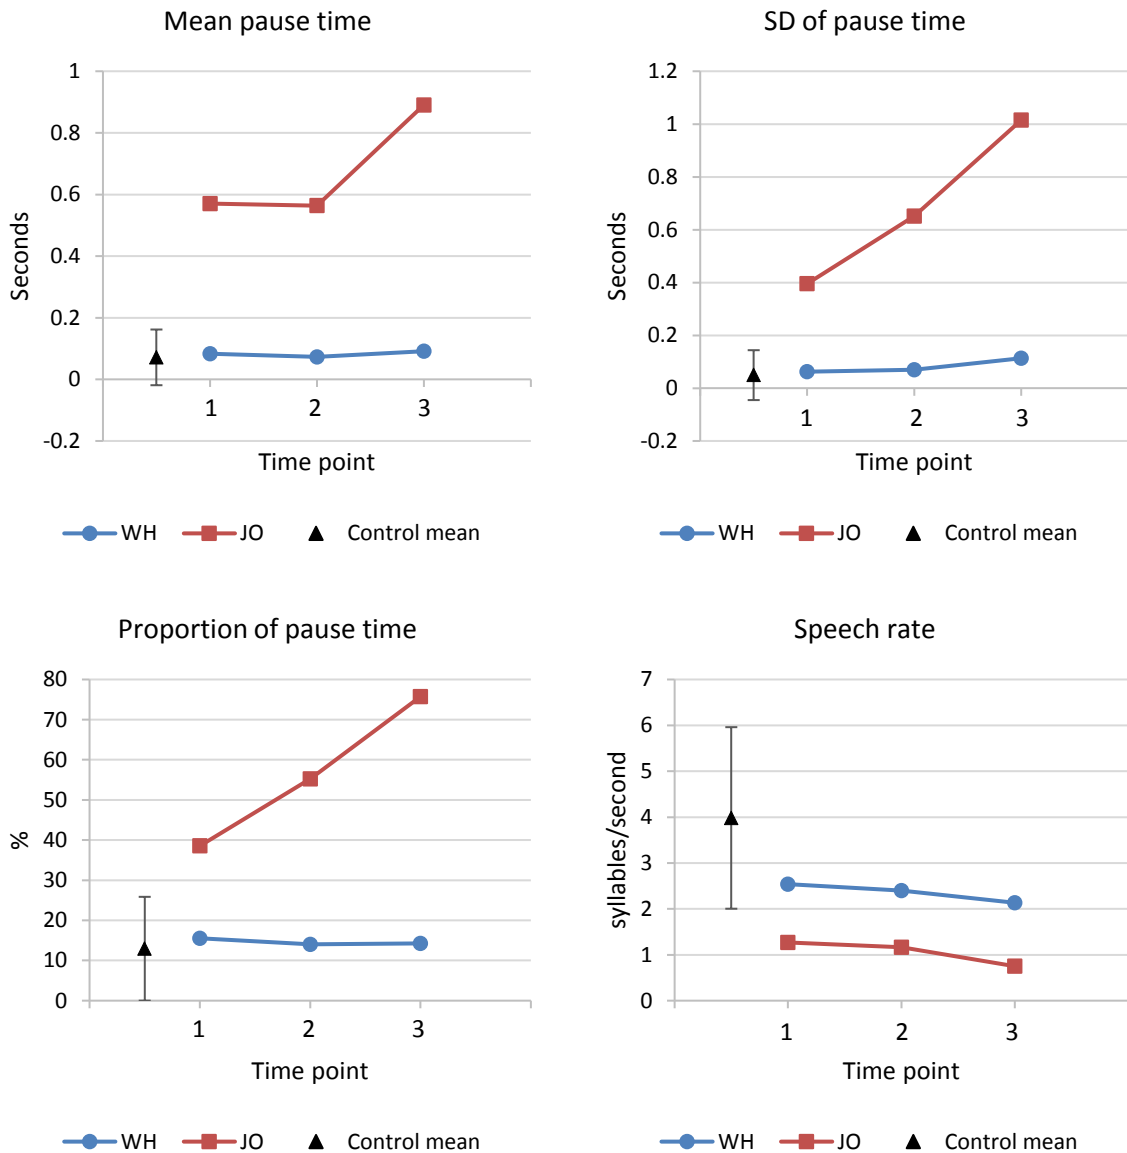 Mean pause time
1
0.8
0.6
0.4
0.2
0
-0.2
Seconds
1 2 3
Time point
WH JO Control mean
SD of pause time
1.2
1
0.8
0.6
0.4
0.2
0
-0.2
Seconds
1 2 3
Time point
WH JO Control mean
Proportion of pause time
80
70
60
50
40
30
20
10
0
%
1 2 3
Time point
WH JO Control mean
Speech rate
7
6
5
4
3
2
1
0
syllables/second
1 2 3
Time point
WH JO Control mean